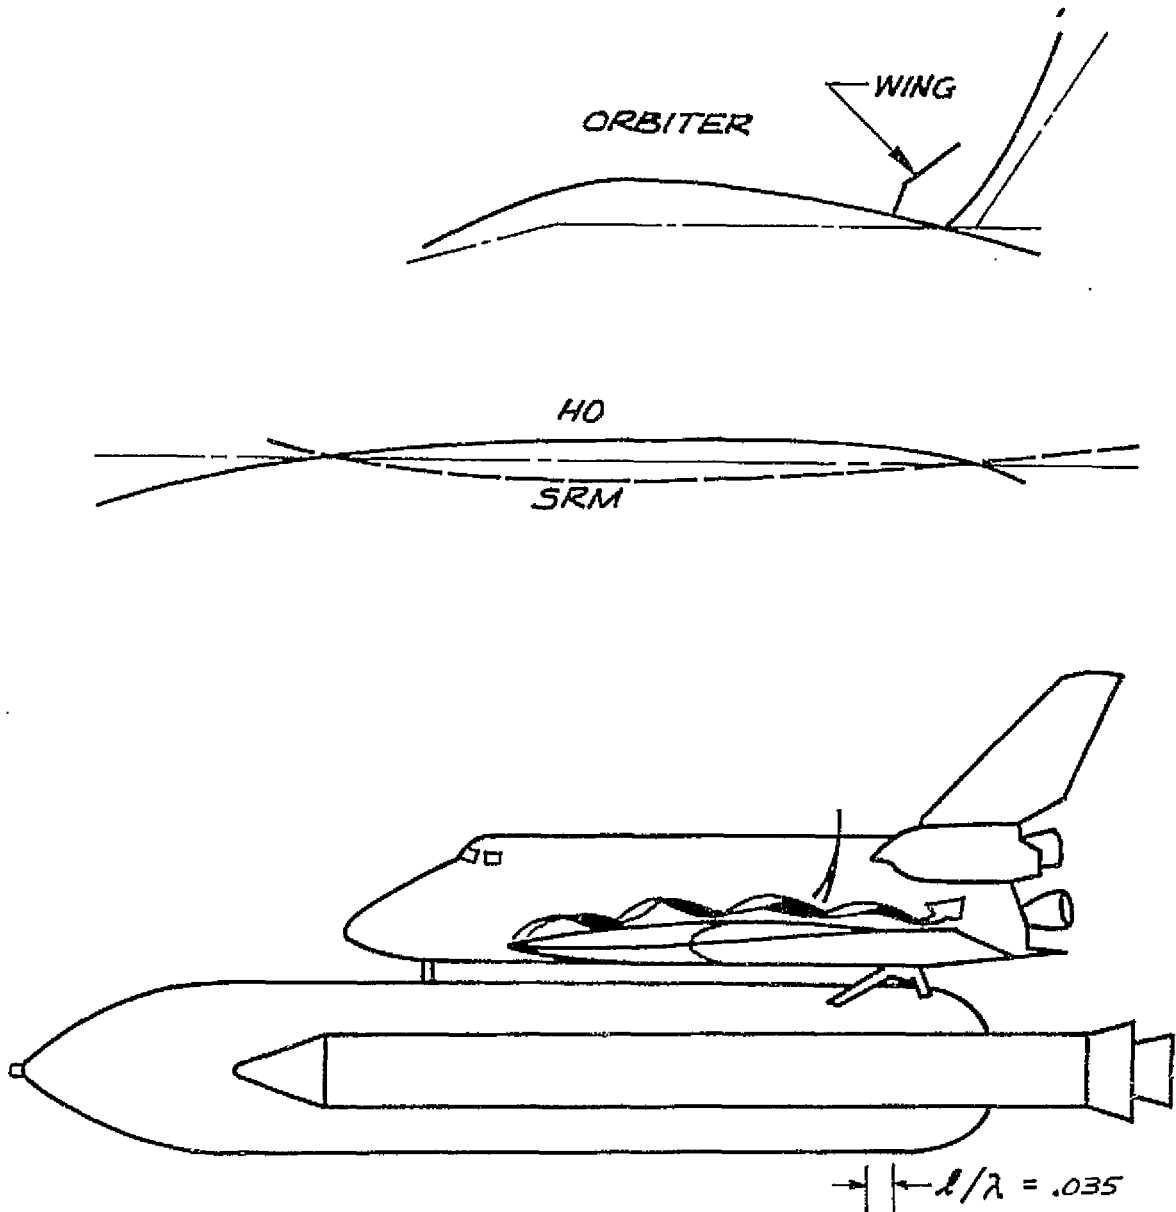 WING
ORBITER
HO
SRM
ℓ/λ = .035